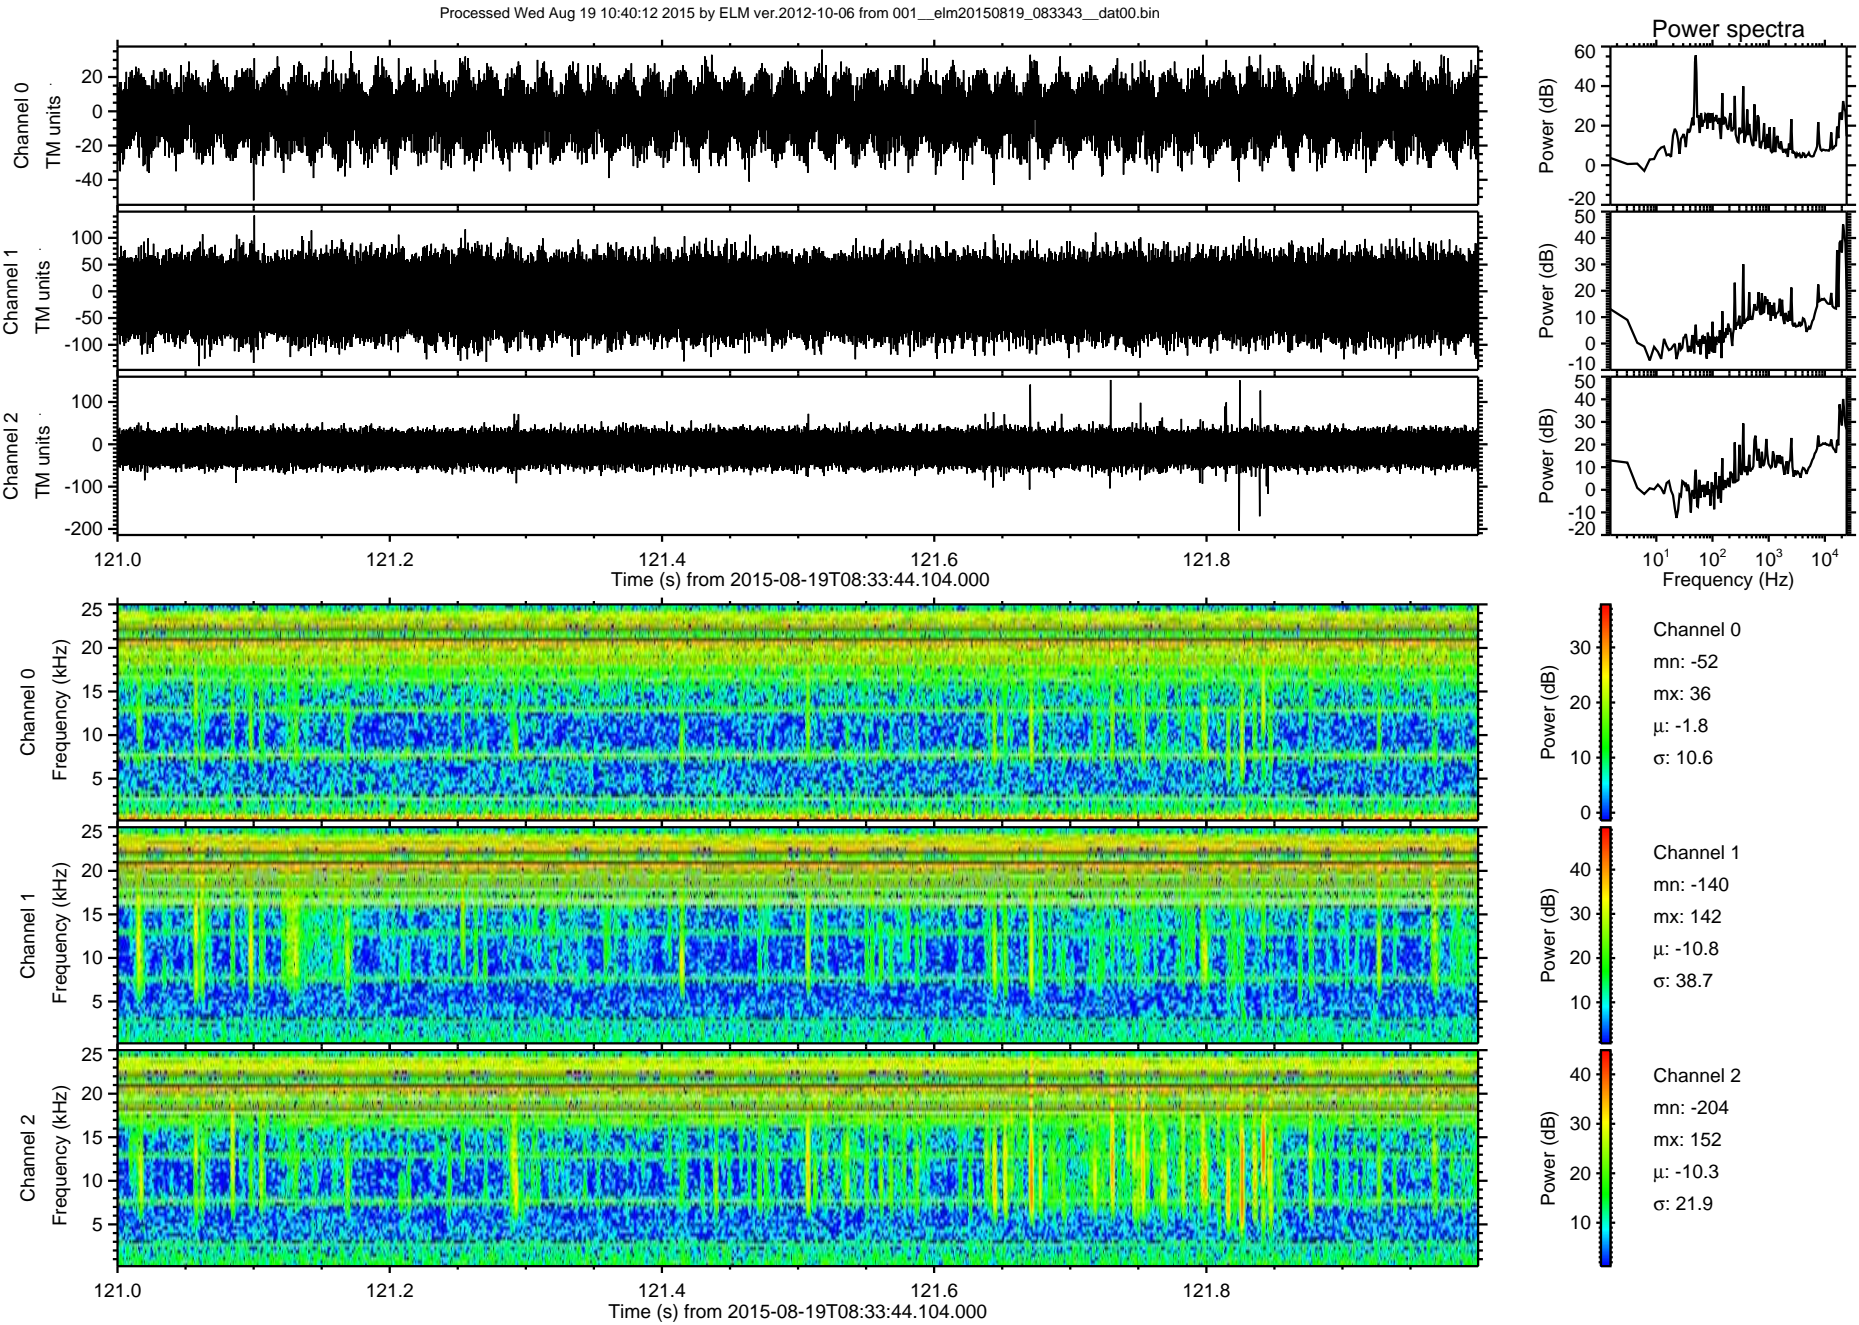 Processed Wed Aug 19 10:40:12 2015 by ELM ver.2012-10-06 from 001__elm20150819_083343__dat00.bin
Power spectra
Channel 0
TM units
20
0
-20
-40
Power (dB)
60
40
20
0
-20
Channel 1
TM units
100
50
0
-50
-100
Power (dB)
50
40
30
20
10
0
-10
Channel 2
TM units
100
0
-100
-200
Power (dB)
50
40
30
20
10
0
-10
-20
121.0 121.2 121.4 121.6 121.8
Time (s) from 2015-08-19T08:33:44.104.000
10¹ 10² 10³ 10⁴
Frequency (Hz)
Channel 0
Frequency (kHz)
25
20
15
10
5
Power (dB)
30
20
10
0
Channel 0
mn: -52
mx: 36
μ: -1.8
σ: 10.6
Channel 1
Frequency (kHz)
25
20
15
10
5
Power (dB)
40
30
20
10
Channel 1
mn: -140
mx: 142
μ: -10.8
σ: 38.7
Channel 2
Frequency (kHz)
25
20
15
10
5
Power (dB)
40
30
20
10
Channel 2
mn: -204
mx: 152
μ: -10.3
σ: 21.9
121.0 121.2 121.4 121.6 121.8
Time (s) from 2015-08-19T08:33:44.104.000